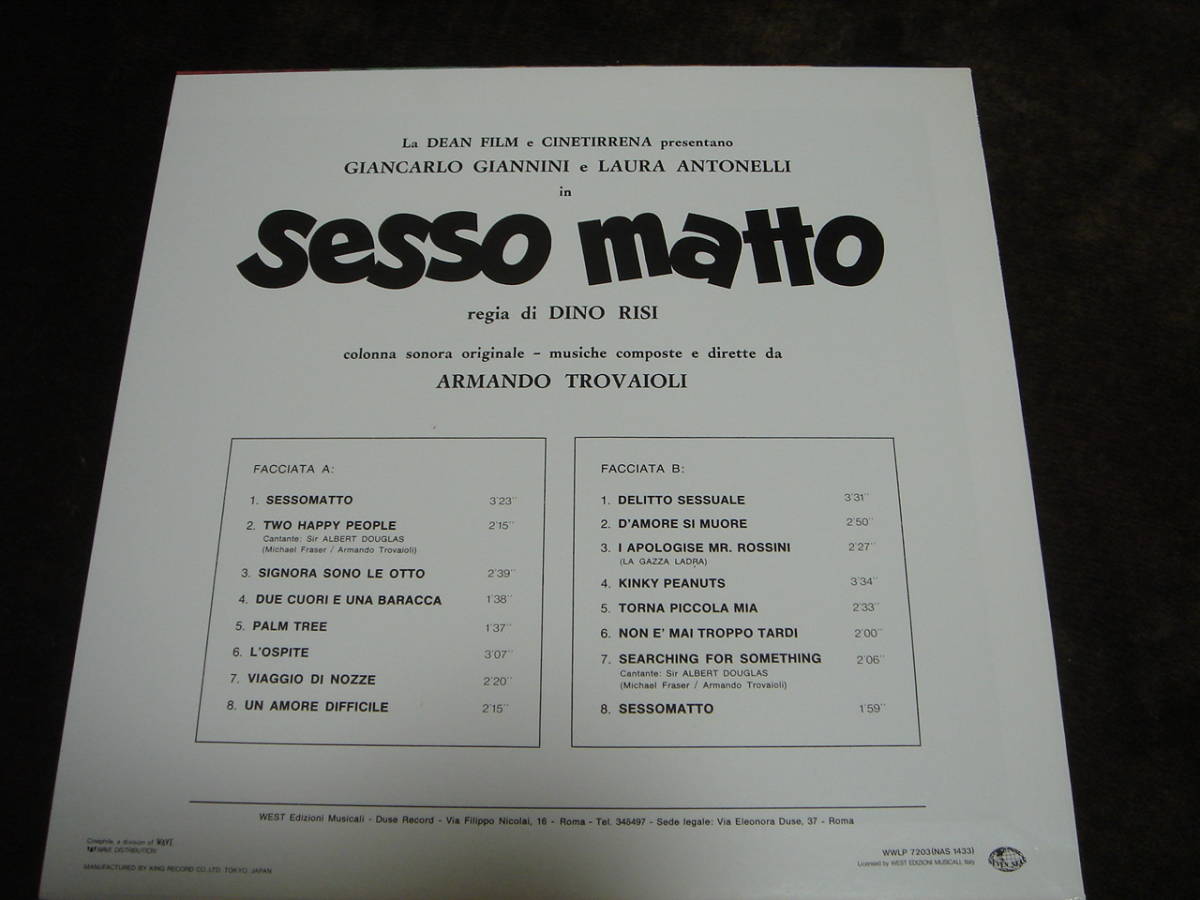 La DEAN FILM e CINETIRRENA presentano
GIANCARLO GIANNINI e LAURA ANTONELLI
in
sesso matto
regia di DINO RISI
colonna sonora originale - musiche composte e dirette da
ARMANDO TROVAIOLI
FACCIATA A:
1. SESSOMATTO 3'23''
2. TWO HAPPY PEOPLE 2'15''
Cantante: Sir ALBERT DOUGLAS
(Michael Fraser / Armando Trovaioli)
3. SIGNORA SONO LE OTTO 2'39''
4. DUE CUORI E UNA BARACCA 1'38''
5. PALM TREE 1'37''
6. L'OSPITE 3'07''
7. VIAGGIO DI NOZZE 2'20''
8. UN AMORE DIFFICILE 2'15''
FACCIATA B:
1. DELITTO SESSUALE 3'31''
2. D'AMORE SI MUORE 2'50''
3. I APOLOGISE MR. ROSSINI 2'27''
(LA GAZZA LADRA)
4. KINKY PEANUTS 3'34''
5. TORNA PICCOLA MIA 2'33''
6. NON E' MAI TROPPO TARDI 2'00''
7. SEARCHING FOR SOMETHING 2'06''
Cantante: Sir ALBERT DOUGLAS
(Michael Fraser / Armando Trovaioli)
8. SESSOMATTO 1'59''
WEST Edizioni Musicali - Duse Record - Via Filippo Nicolai, 16 - Roma - Tel. 345497 - Sede legale: Via Eleonora Duse, 37 - Roma
Cinephile, a division of WAVE
WAVE DISTRIBUTION
MANUFACTURED BY KING RECORD CO., LTD. TOKYO, JAPAN
WWLP 7203 (NAS 1433)
Licensed by WEST EDIZIONI MUSICALI, Italy
SEVEN SEAS